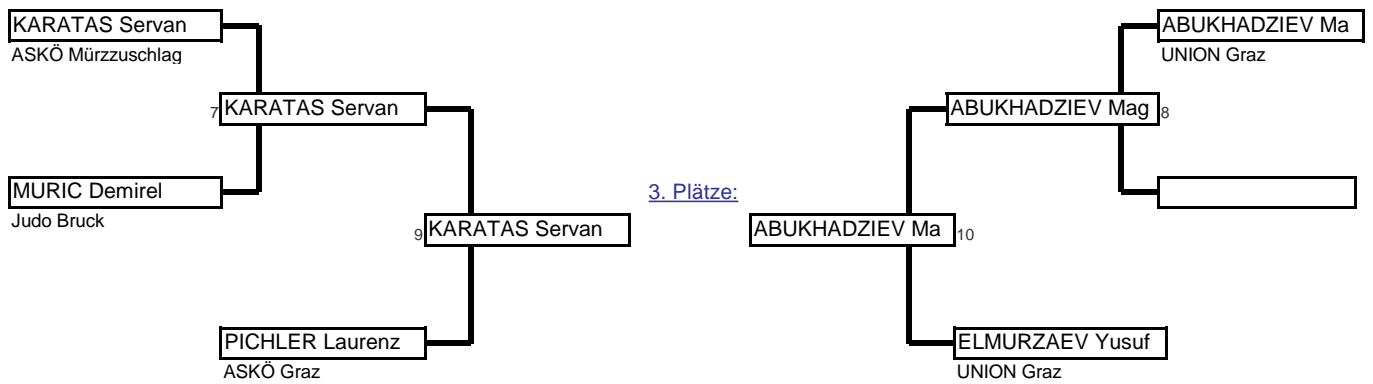 KARATAS Servan
ASKÖ Mürzzuschlag
7 KARATAS Servan
MURIC Demirel
Judo Bruck
9 KARATAS Servan
PICHLER Laurenz
ASKÖ Graz
3. Plätze:
ABUKHADZIEV Ma
UNION Graz
ABUKHADZIEV Mag 8
ABUKHADZIEV Ma 10
ELMURZAEV Yusuf
UNION Graz